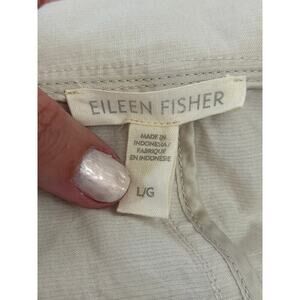 EILEEN FISHER
MADE IN
INDONESIA/
FABRIQUÉ
EN INDONÉSIE
L/G